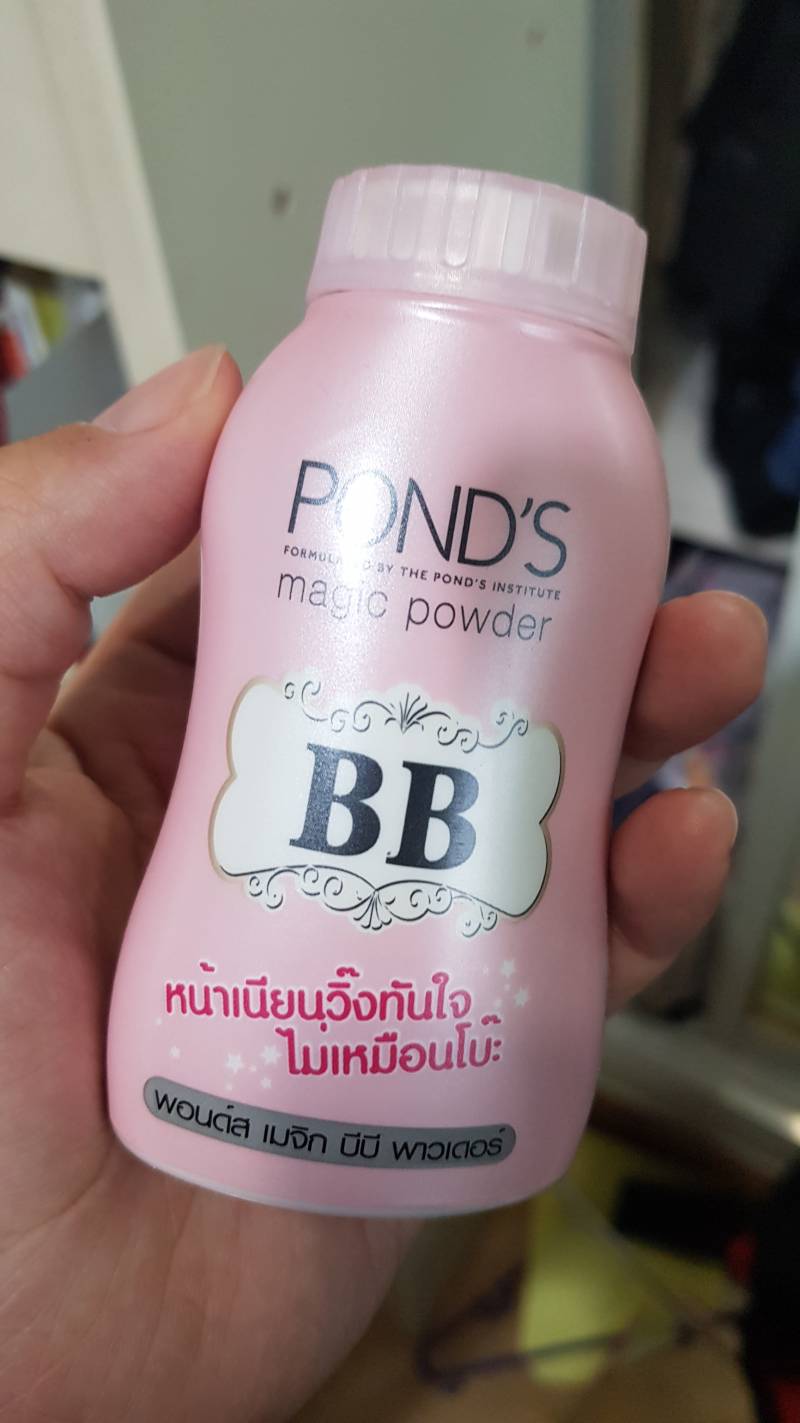 POND'S
FORMULATED BY THE POND'S INSTITUTE
magic powder
BB
หน้าเนียนวิ๊งทันใจ
ไม่เหมือนโบ๊ะ
พอนด์ส เมจิก บีบี พาวเดอร์